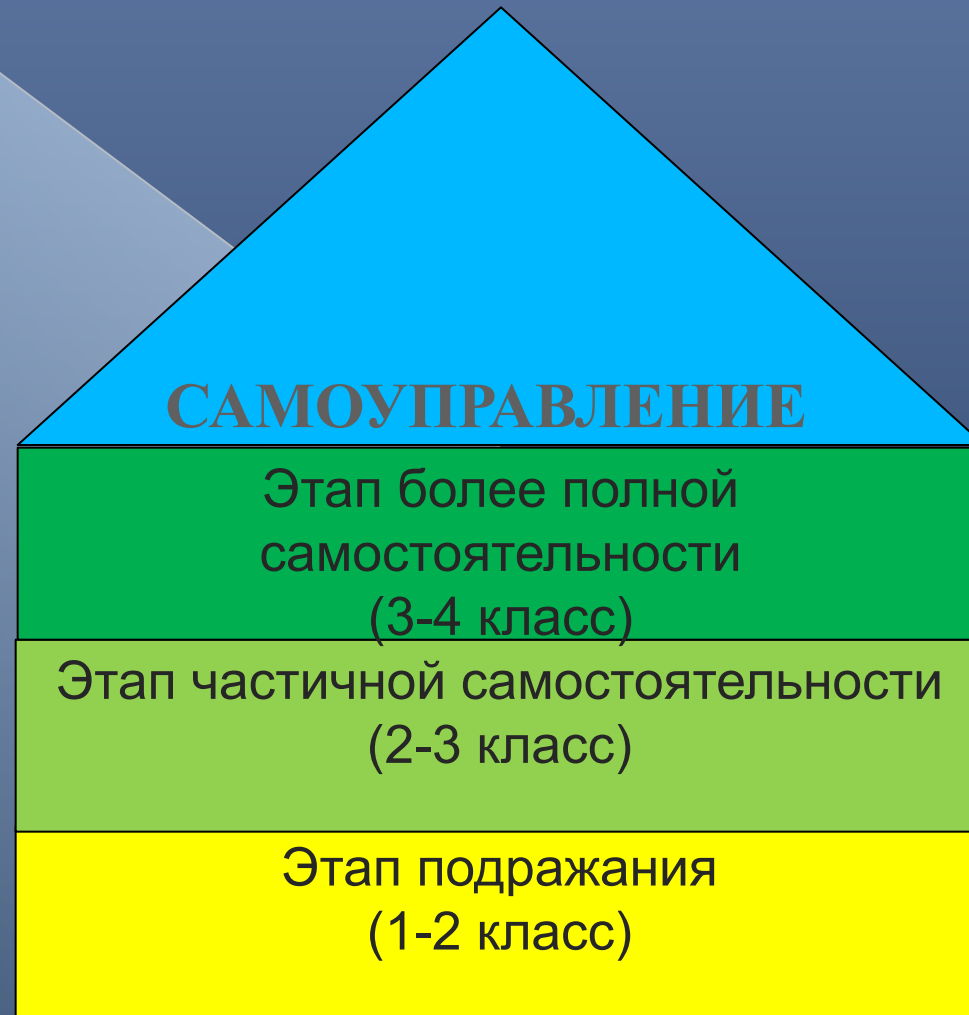 САМОУПРАВЛЕНИЕ
Этап более полной
самостоятельности
(3-4 класс)
Этап частичной самостоятельности
(2-3 класс)
Этап подражания
(1-2 класс)